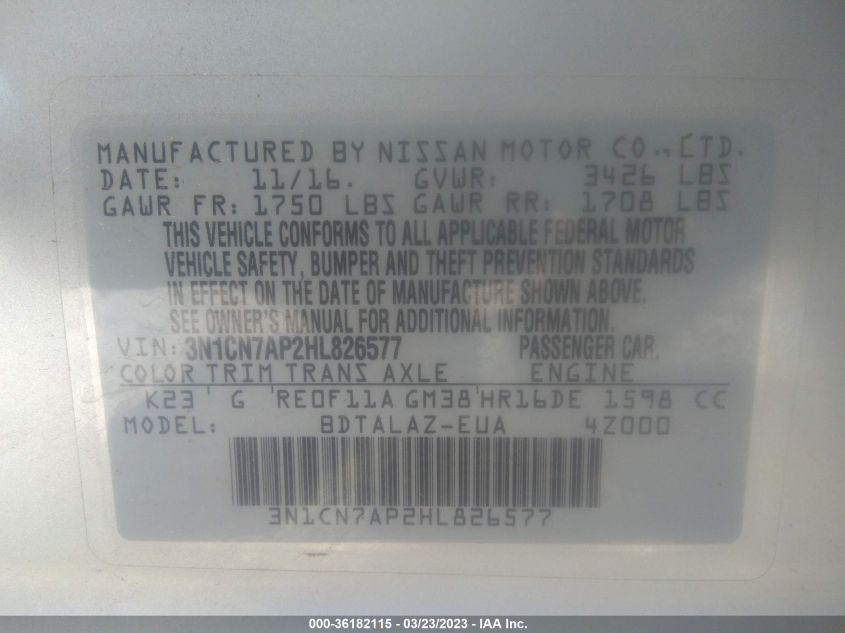 MANUFACTURED BY NISSAN MOTOR CO., LTD.
DATE: 11/16. GVWR: 3426 LBS
GAWR FR: 1750 LBS GAWR RR: 1708 LBS
THIS VEHICLE CONFORMS TO ALL APPLICABLE FEDERAL MOTOR
VEHICLE SAFETY, BUMPER AND THEFT PREVENTION STANDARDS
IN EFFECT ON THE DATE OF MANUFACTURE SHOWN ABOVE.
SEE OWNER'S MANUAL FOR ADDITIONAL INFORMATION.
VIN: 3N1CN7AP2HL826577 PASSENGER CAR.
COLOR TRIM TRANS AXLE ENGINE
K23 G RE0F11A GM38 HR16DE 1598 CC
MODEL: BDTALAZ-EUA 4Z000
3N1CN7AP2HL826577
000-36182115 - 03/23/2023 - IAA Inc.